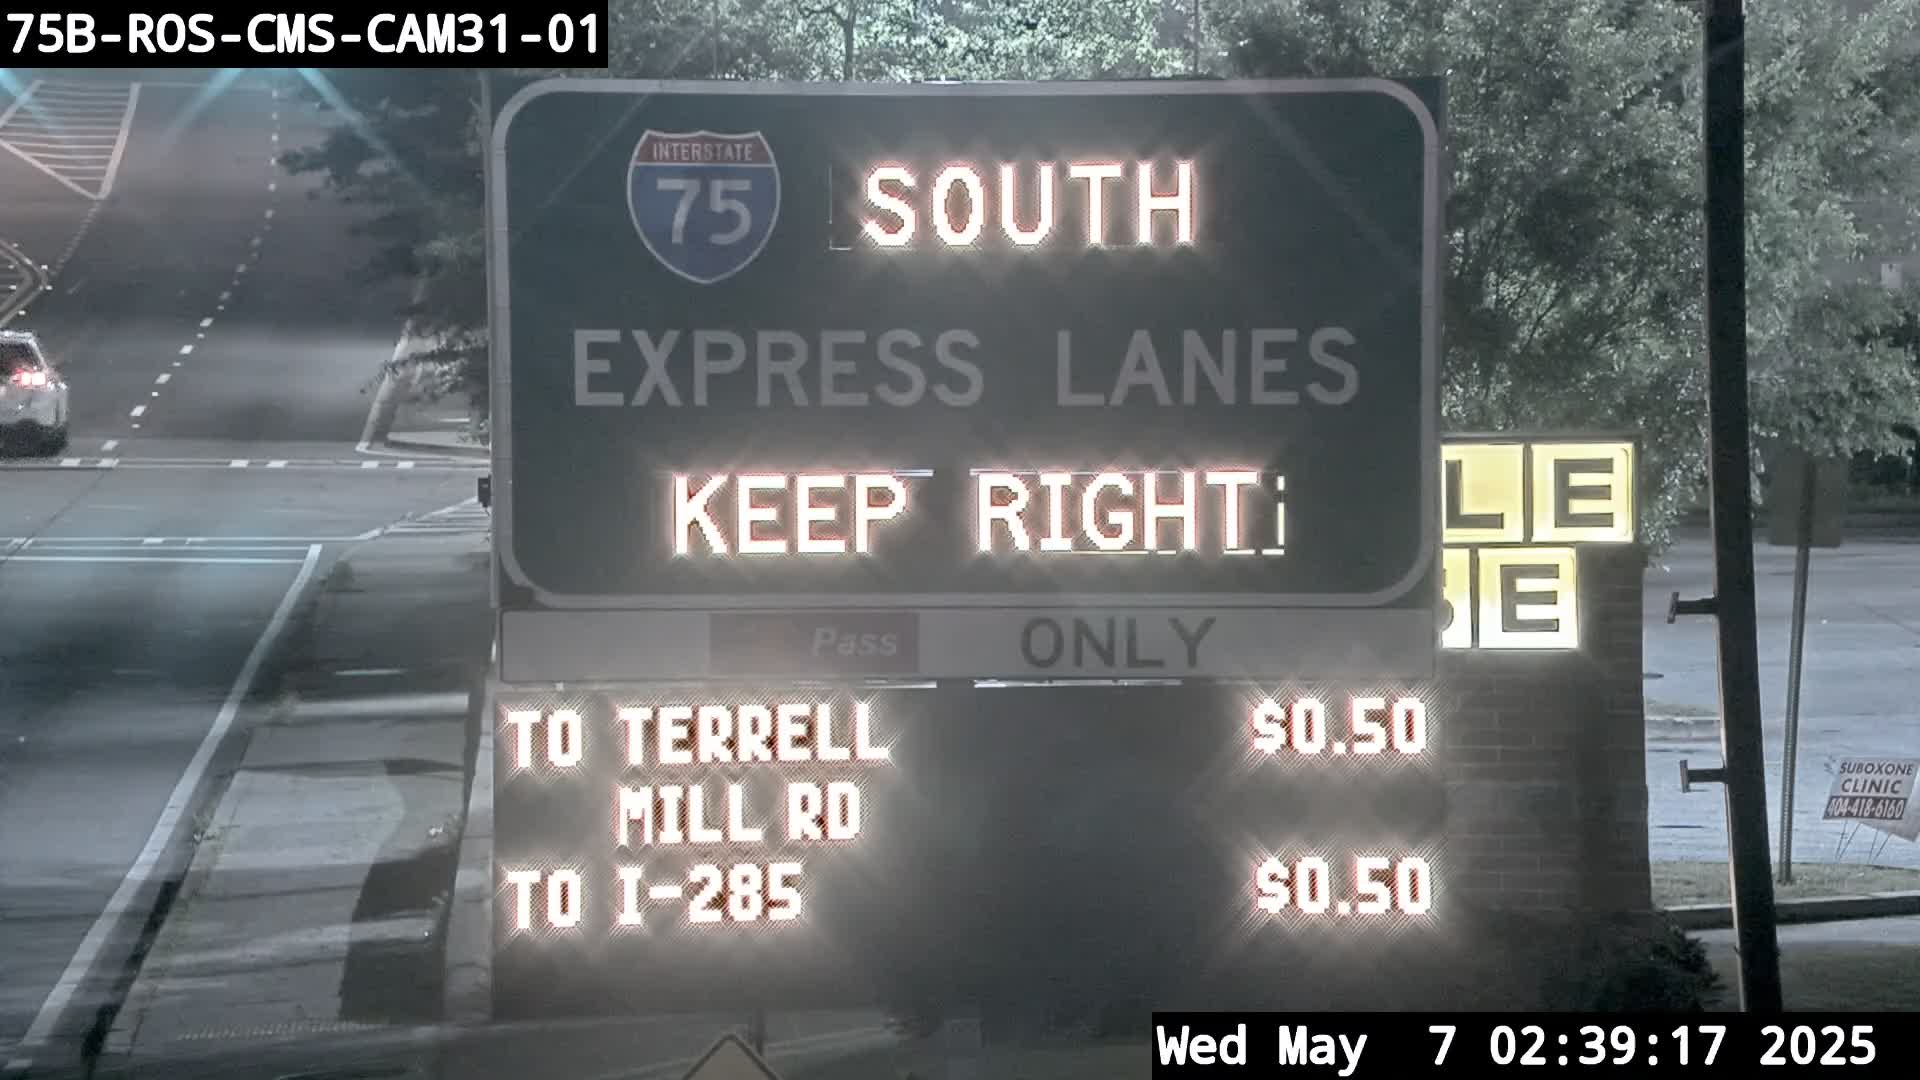 75B-ROS-CMS-CAM31-01
INTERSTATE
75
SOUTH
EXPRESS LANES
KEEP RIGHT
Pass ONLY
TO TERRELL $0.50
MILL RD
TO I-285 $0.50
LE
E
SUBOXONE
CLINIC
404-418-6160
Wed May 7 02:39:17 2025